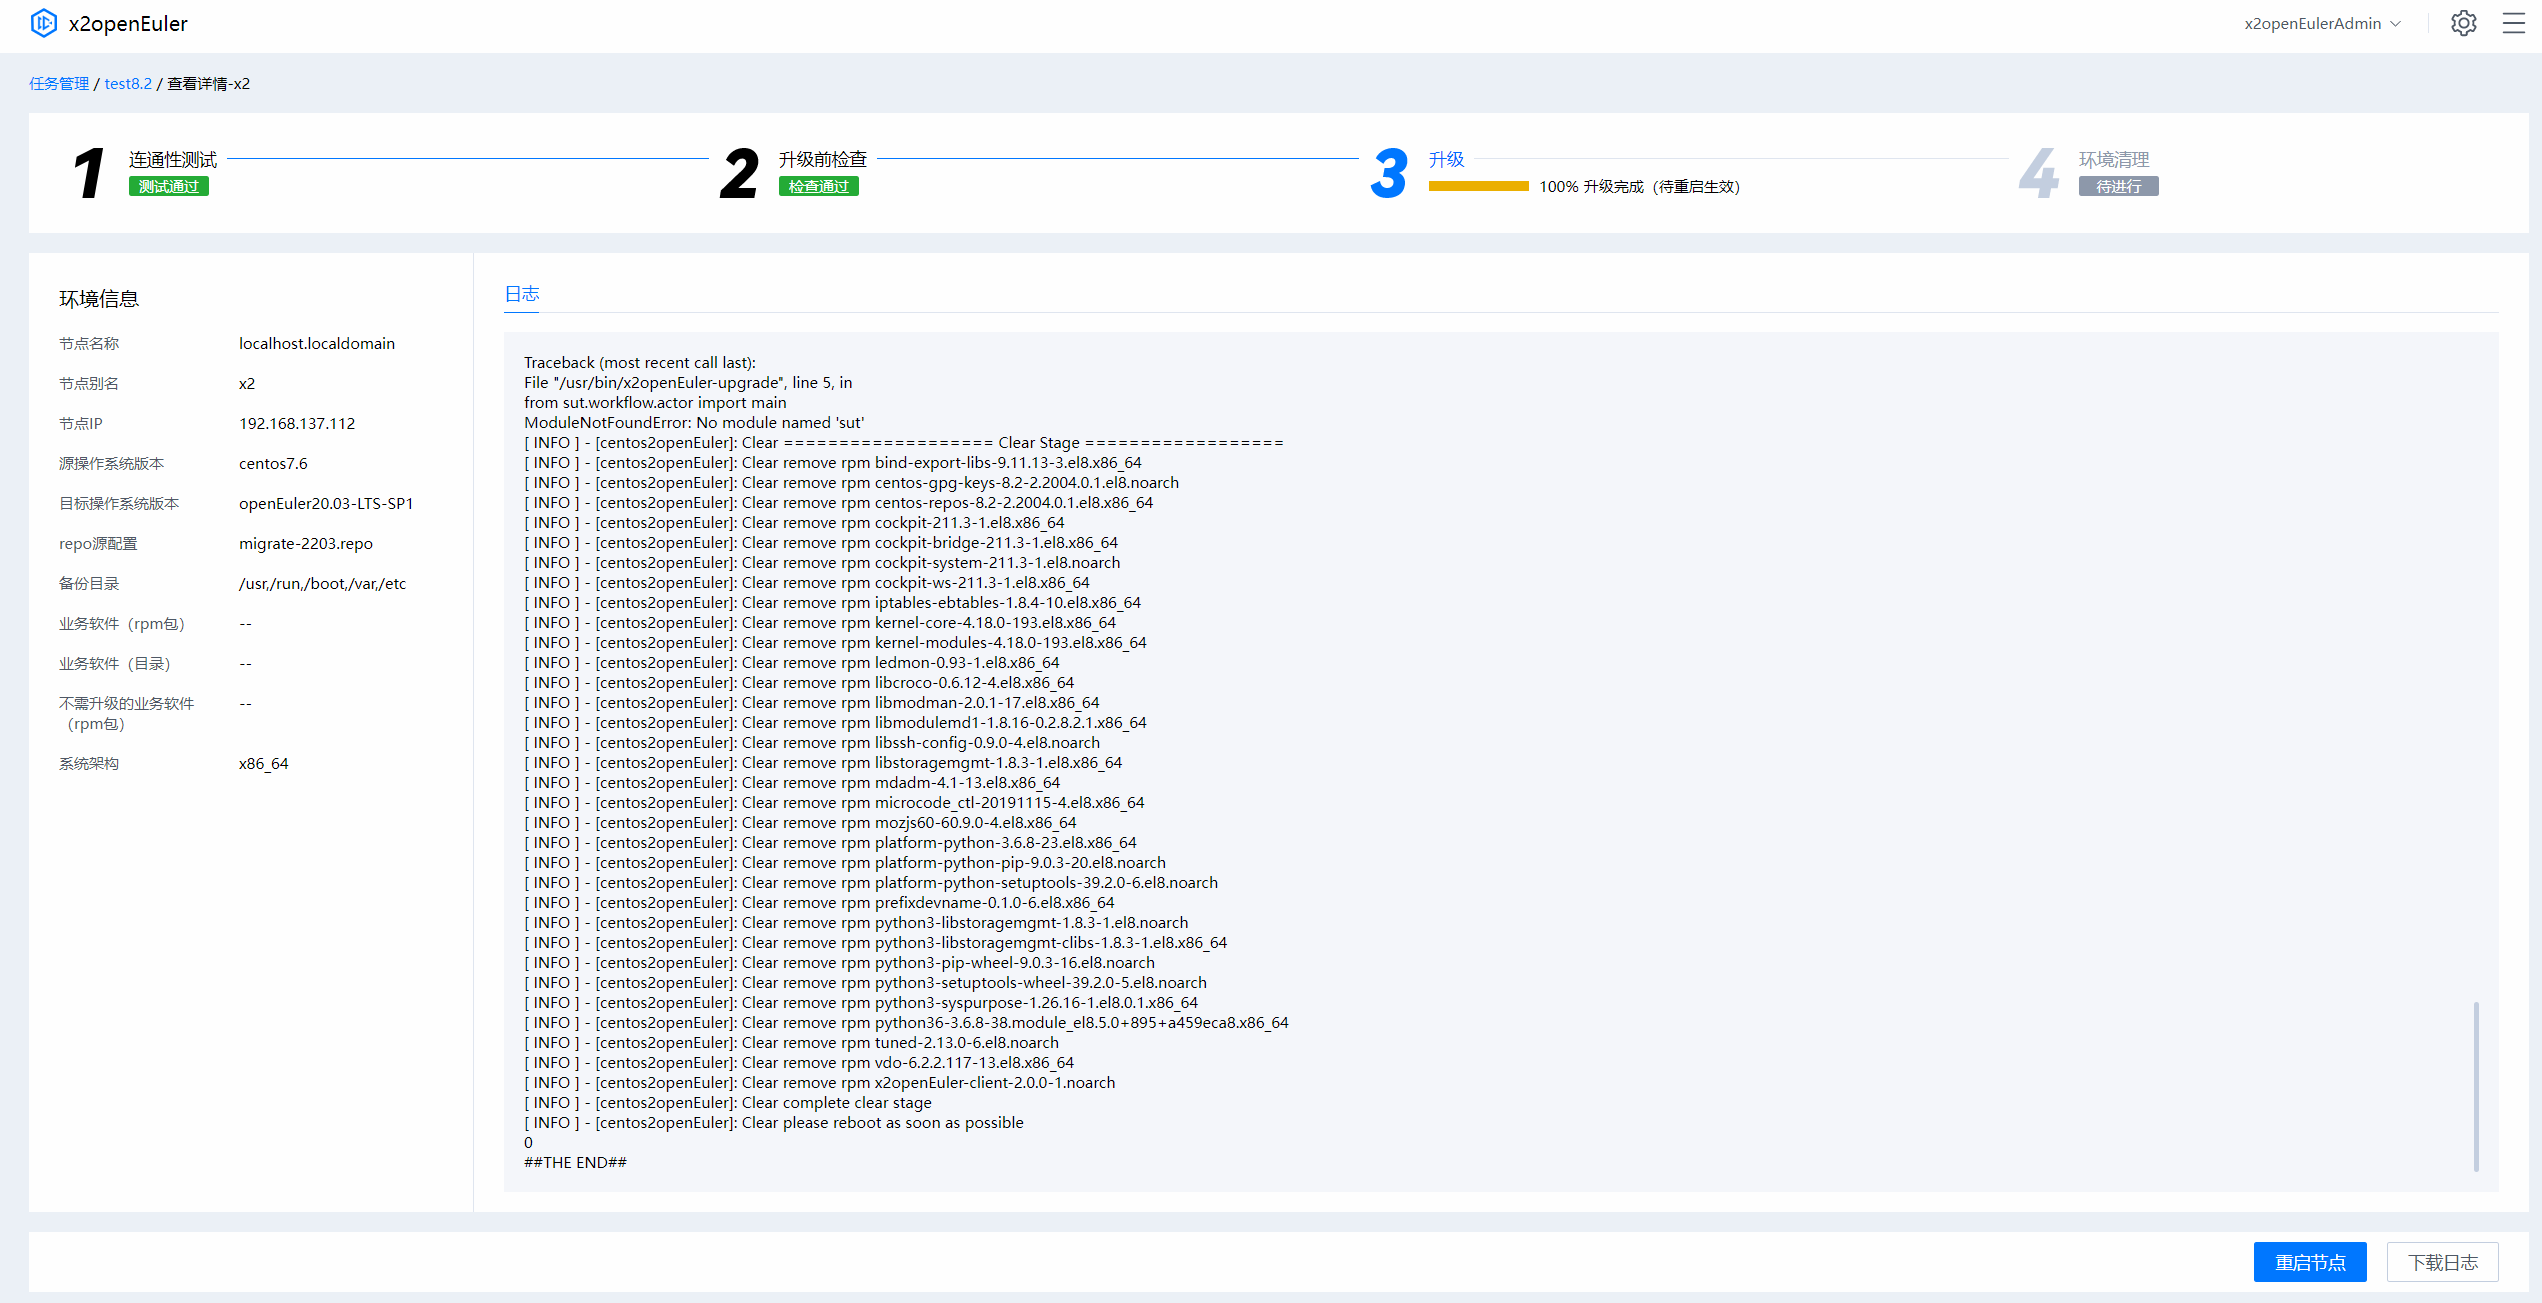 x2openEuler
x2openEulerAdmin
任务管理 / test8.2 / 查看详情-x2
1 连通性测试
测试通过
2 升级前检查
检查通过
3 升级
100% 升级完成（待重启生效）
4 环境清理
待进行
环境信息
节点名称 localhost.localdomain
节点别名 x2
节点IP 192.168.137.112
源操作系统版本 centos7.6
目标操作系统版本 openEuler20.03-LTS-SP1
repo源配置 migrate-2203.repo
备份目录 /usr,/run,/boot,/var,/etc
业务软件（rpm包） --
业务软件（目录） --
不需升级的业务软件 --
（rpm包）
系统架构 x86_64
日志
Traceback (most recent call last):
File "/usr/bin/x2openEuler-upgrade", line 5, in
from sut.workflow.actor import main
ModuleNotFoundError: No module named 'sut'
[ INFO ] - [centos2openEuler]: Clear =================== Clear Stage ==================
[ INFO ] - [centos2openEuler]: Clear remove rpm bind-export-libs-9.11.13-3.el8.x86_64
[ INFO ] - [centos2openEuler]: Clear remove rpm centos-gpg-keys-8.2-2.2004.0.1.el8.noarch
[ INFO ] - [centos2openEuler]: Clear remove rpm centos-repos-8.2-2.2004.0.1.el8.x86_64
[ INFO ] - [centos2openEuler]: Clear remove rpm cockpit-211.3-1.el8.x86_64
[ INFO ] - [centos2openEuler]: Clear remove rpm cockpit-bridge-211.3-1.el8.x86_64
[ INFO ] - [centos2openEuler]: Clear remove rpm cockpit-system-211.3-1.el8.noarch
[ INFO ] - [centos2openEuler]: Clear remove rpm cockpit-ws-211.3-1.el8.x86_64
[ INFO ] - [centos2openEuler]: Clear remove rpm iptables-ebtables-1.8.4-10.el8.x86_64
[ INFO ] - [centos2openEuler]: Clear remove rpm kernel-core-4.18.0-193.el8.x86_64
[ INFO ] - [centos2openEuler]: Clear remove rpm kernel-modules-4.18.0-193.el8.x86_64
[ INFO ] - [centos2openEuler]: Clear remove rpm ledmon-0.93-1.el8.x86_64
[ INFO ] - [centos2openEuler]: Clear remove rpm libcroco-0.6.12-4.el8.x86_64
[ INFO ] - [centos2openEuler]: Clear remove rpm libmodman-2.0.1-17.el8.x86_64
[ INFO ] - [centos2openEuler]: Clear remove rpm libmodulemd1-1.8.16-0.2.8.2.1.x86_64
[ INFO ] - [centos2openEuler]: Clear remove rpm libssh-config-0.9.0-4.el8.noarch
[ INFO ] - [centos2openEuler]: Clear remove rpm libstoragemgmt-1.8.3-1.el8.x86_64
[ INFO ] - [centos2openEuler]: Clear remove rpm mdadm-4.1-13.el8.x86_64
[ INFO ] - [centos2openEuler]: Clear remove rpm microcode_ctl-20191115-4.el8.x86_64
[ INFO ] - [centos2openEuler]: Clear remove rpm mozjs60-60.9.0-4.el8.x86_64
[ INFO ] - [centos2openEuler]: Clear remove rpm platform-python-3.6.8-23.el8.x86_64
[ INFO ] - [centos2openEuler]: Clear remove rpm platform-python-pip-9.0.3-20.el8.noarch
[ INFO ] - [centos2openEuler]: Clear remove rpm platform-python-setuptools-39.2.0-6.el8.noarch
[ INFO ] - [centos2openEuler]: Clear remove rpm prefixdevname-0.1.0-6.el8.x86_64
[ INFO ] - [centos2openEuler]: Clear remove rpm python3-libstoragemgmt-1.8.3-1.el8.noarch
[ INFO ] - [centos2openEuler]: Clear remove rpm python3-libstoragemgmt-clibs-1.8.3-1.el8.x86_64
[ INFO ] - [centos2openEuler]: Clear remove rpm python3-pip-wheel-9.0.3-16.el8.noarch
[ INFO ] - [centos2openEuler]: Clear remove rpm python3-setuptools-wheel-39.2.0-5.el8.noarch
[ INFO ] - [centos2openEuler]: Clear remove rpm python3-syspurpose-1.26.16-1.el8.0.1.x86_64
[ INFO ] - [centos2openEuler]: Clear remove rpm python36-3.6.8-38.module_el8.5.0+895+a459eca8.x86_64
[ INFO ] - [centos2openEuler]: Clear remove rpm tuned-2.13.0-6.el8.noarch
[ INFO ] - [centos2openEuler]: Clear remove rpm vdo-6.2.2.117-13.el8.x86_64
[ INFO ] - [centos2openEuler]: Clear remove rpm x2openEuler-client-2.0.0-1.noarch
[ INFO ] - [centos2openEuler]: Clear complete clear stage
[ INFO ] - [centos2openEuler]: Clear please reboot as soon as possible
0
##THE END##
重启节点
下载日志